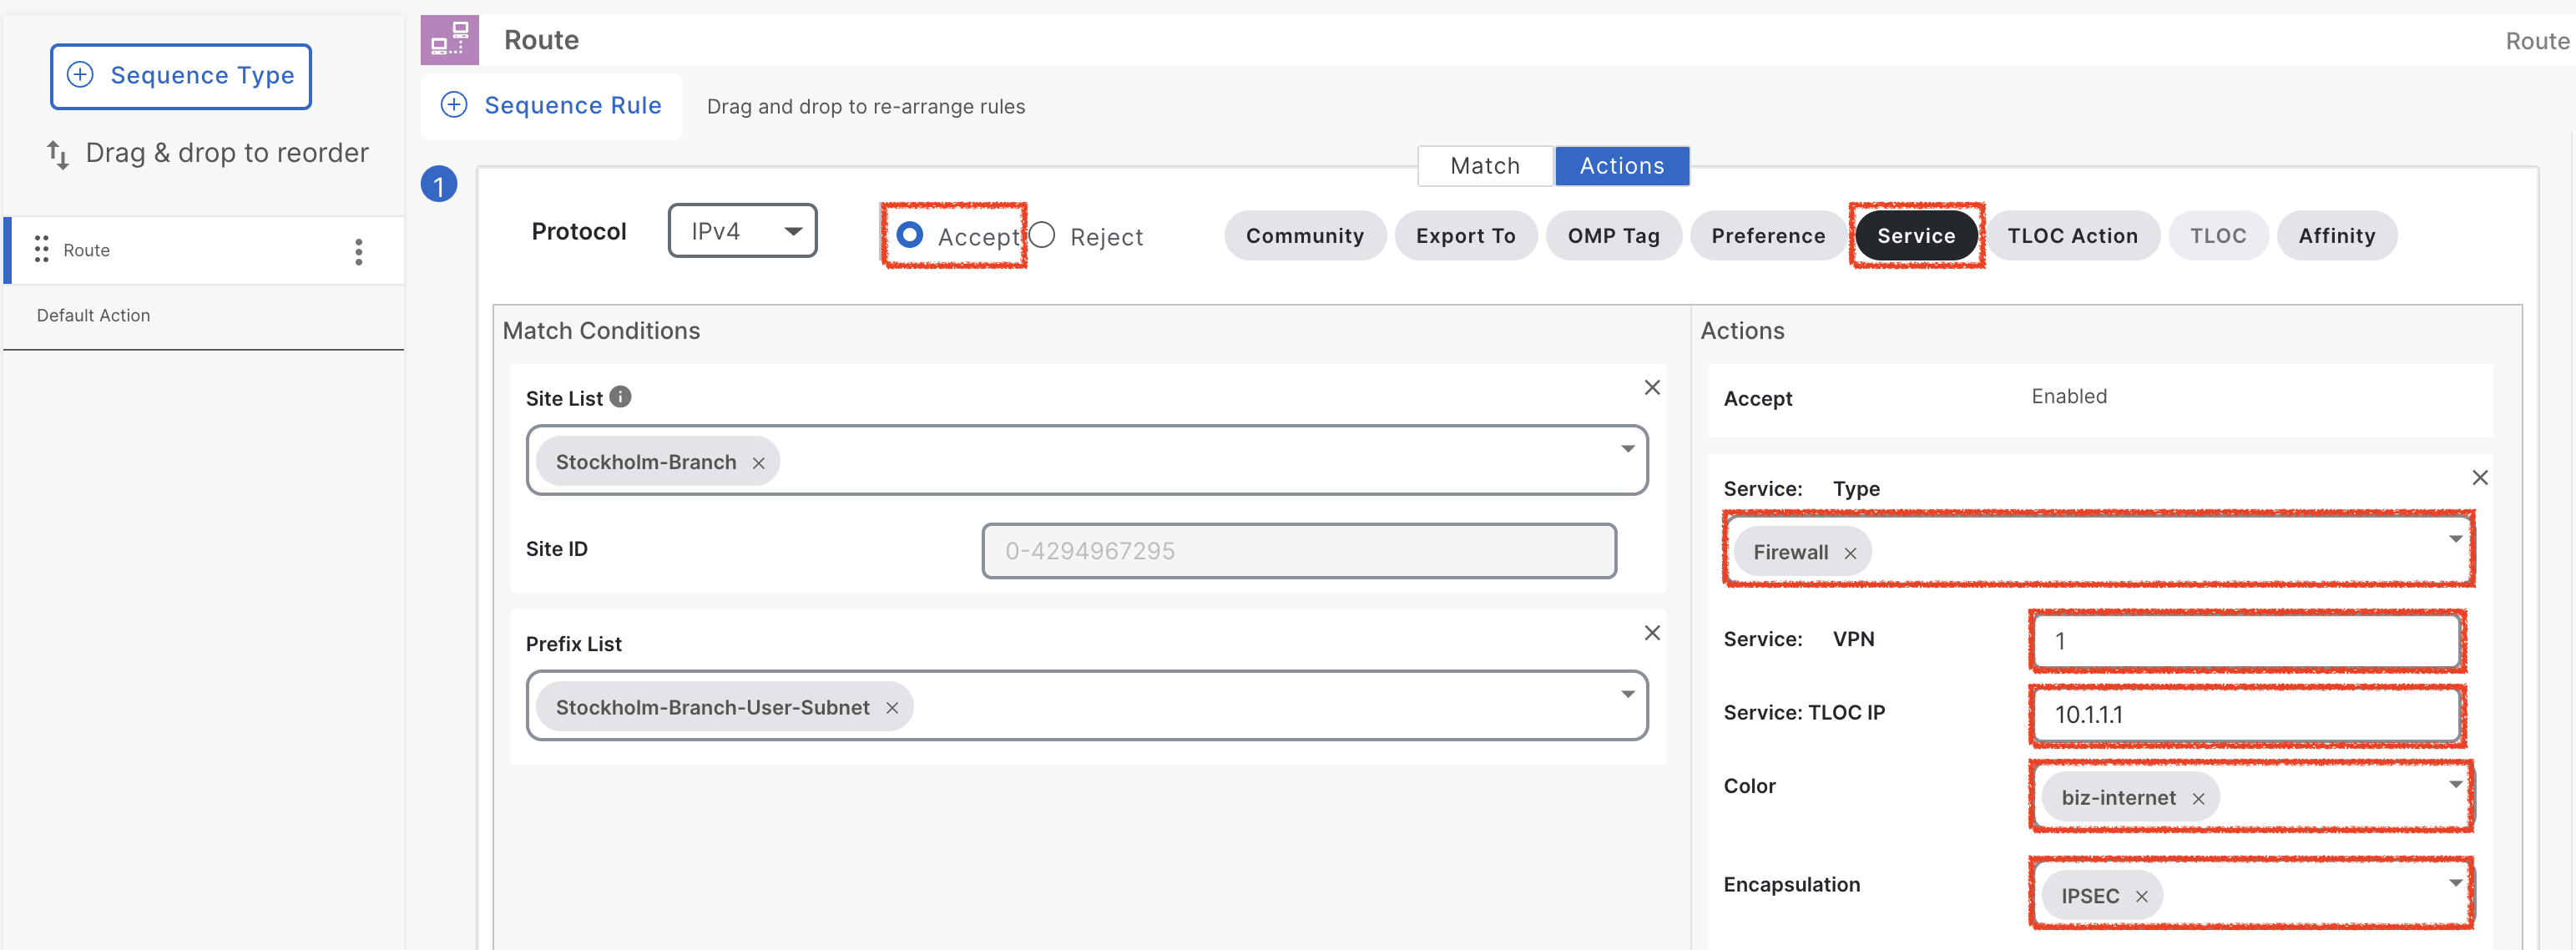 Sequence Type
Drag & drop to reorder
Route
Default Action
Route
Route
Sequence Rule
Drag and drop to re-arrange rules
Match
Actions
1
Protocol
IPv4
Accept
Reject
Community
Export To
OMP Tag
Preference
Service
TLOC Action
TLOC
Affinity
Match Conditions
Site List
Stockholm-Branch
Site ID
0-4294967295
Prefix List
Stockholm-Branch-User-Subnet
Actions
Accept Enabled
Service: Type
Firewall
Service: VPN
1
Service: TLOC IP
10.1.1.1
Color
biz-internet
Encapsulation
IPSEC